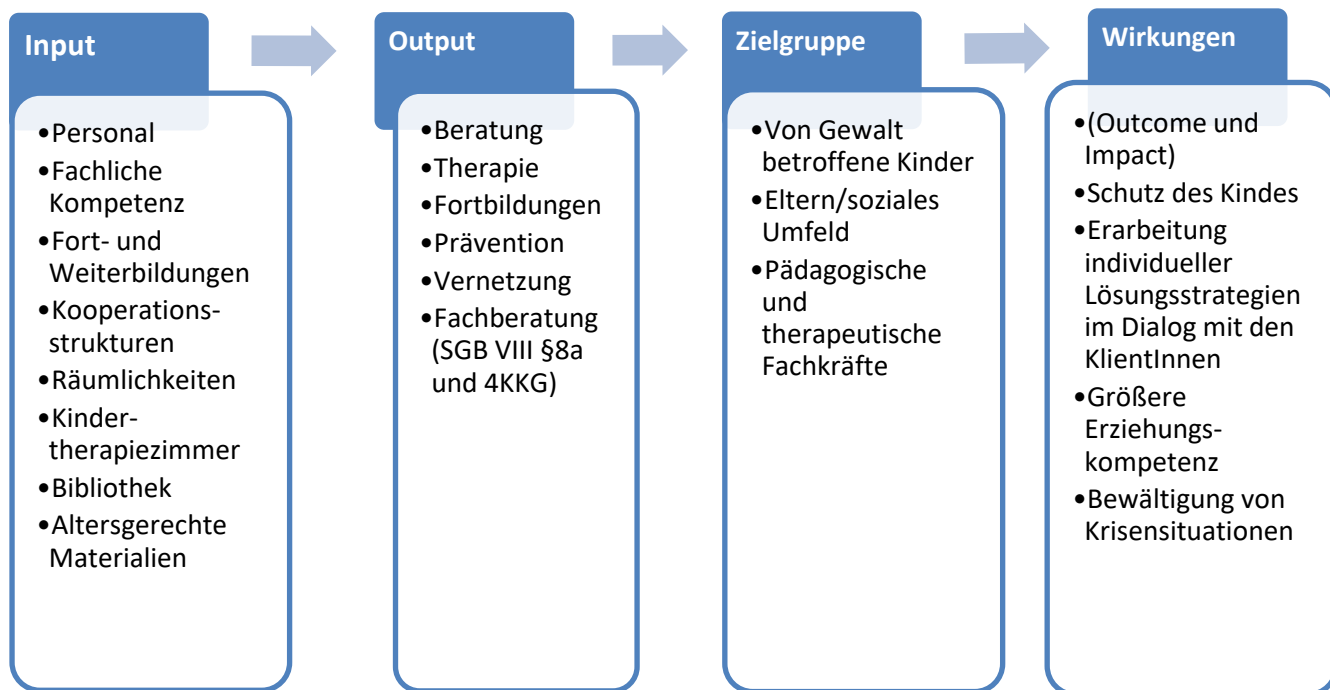 Input
•Personal
•Fachliche
Kompetenz
•Fort- und
Weiterbildungen
•Kooperations-
strukturen
•Räumlichkeiten
•Kinder-
therapiezimmer
•Bibliothek
•Altersgerechte
Materialien
Output
•Beratung
•Therapie
•Fortbildungen
•Prävention
•Vernetzung
•Fachberatung
(SGB VIII §8a
und 4KKG)
Zielgruppe
•Von Gewalt
betroffene Kinder
•Eltern/soziales
Umfeld
•Pädagogische
und
therapeutische
Fachkräfte
Wirkungen
•(Outcome und
Impact)
•Schutz des Kindes
•Erarbeitung
individueller
Lösungsstrategien
im Dialog mit den
KlientInnen
•Größere
Erziehungs-
kompetenz
•Bewältigung von
Krisensituationen